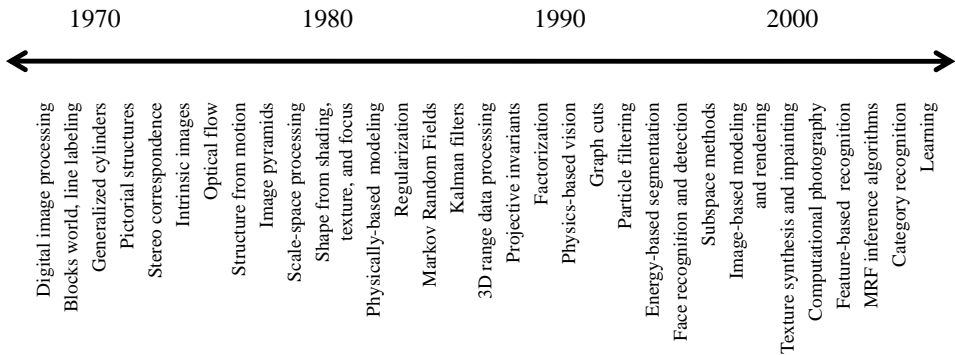 1970
1980
1990
2000
Digital image processing
Blocks world, line labeling
Generalized cylinders
Pictorial structures
Stereo correspondence
Intrinsic images
Optical flow
Structure from motion
Image pyramids
Scale-space processing
Shape from shading,
texture, and focus
Physically-based modeling
Regularization
Markov Random Fields
Kalman filters
3D range data processing
Projective invariants
Factorization
Physics-based vision
Graph cuts
Particle filtering
Energy-based segmentation
Face recognition and detection
Subspace methods
Image-based modeling
and rendering
Texture synthesis and inpainting
Computational photography
Feature-based recognition
MRF inference algorithms
Category recognition
Learning